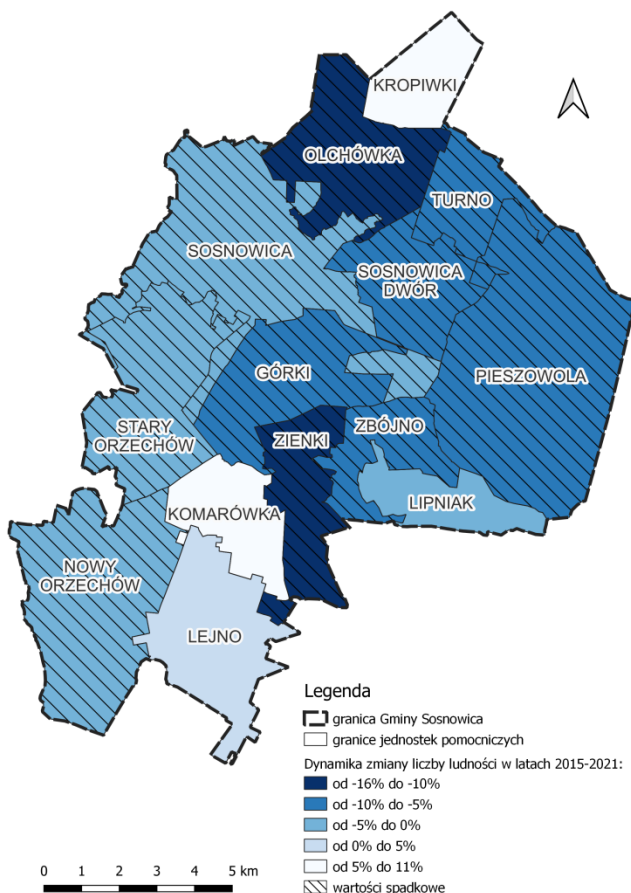 KROPIWKI
OLCHÓWKA
TURNO
SOSNOWICA
SOSNOWICA
DWÓR
GÓRKI
PIESZOWOLA
STARY
ORZECHÓW
ZIENKI
ZBÓJNO
LIPNIAK
KOMARÓWKA
NOWY
ORZECHÓW
LEJNO
Legenda
granica Gminy Sosnowica
granice jednostek pomocniczych
Dynamika zmiany liczby ludności w latach 2015-2021:
od -16% do -10%
od -10% do -5%
od -5% do 0%
od 0% do 5%
od 5% do 11%
wartości spadkowe
0 1 2 3 4 5 km